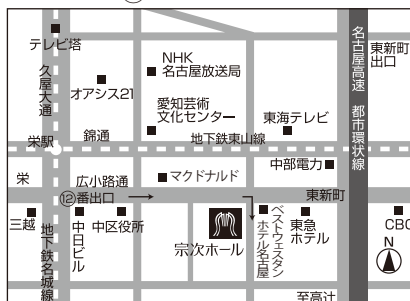 テレビ塔
久屋大通
オアシス21
NHK
名古屋放送局
愛知芸術
文化センター
東海テレビ
名古屋高速 都市環状線
東新町
出口
栄駅
錦通
地下鉄東山線
中部電力
栄
広小路通
マクドナルド
東新町
⑫番出口
三越
地下鉄名城線
中日ビル
中区役所
宗次ホール
ベストウェスタン
ホテル名古屋
東急
ホテル
CBC
N
至高辻